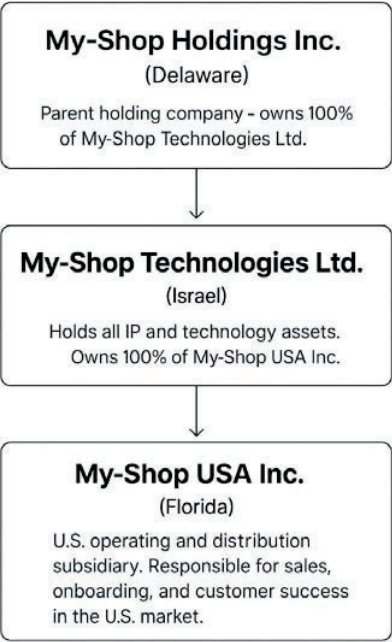 My-Shop Holdings Inc.
(Delaware)
Parent holding company - owns 100%
of My-Shop Technologies Ltd.
My-Shop Technologies Ltd.
(Israel)
Holds all IP and technology assets.
Owns 100% of My-Shop USA Inc.
My-Shop USA Inc.
(Florida)
U.S. operating and distribution
subsidiary. Responsible for sales,
onboarding, and customer success
in the U.S. market.